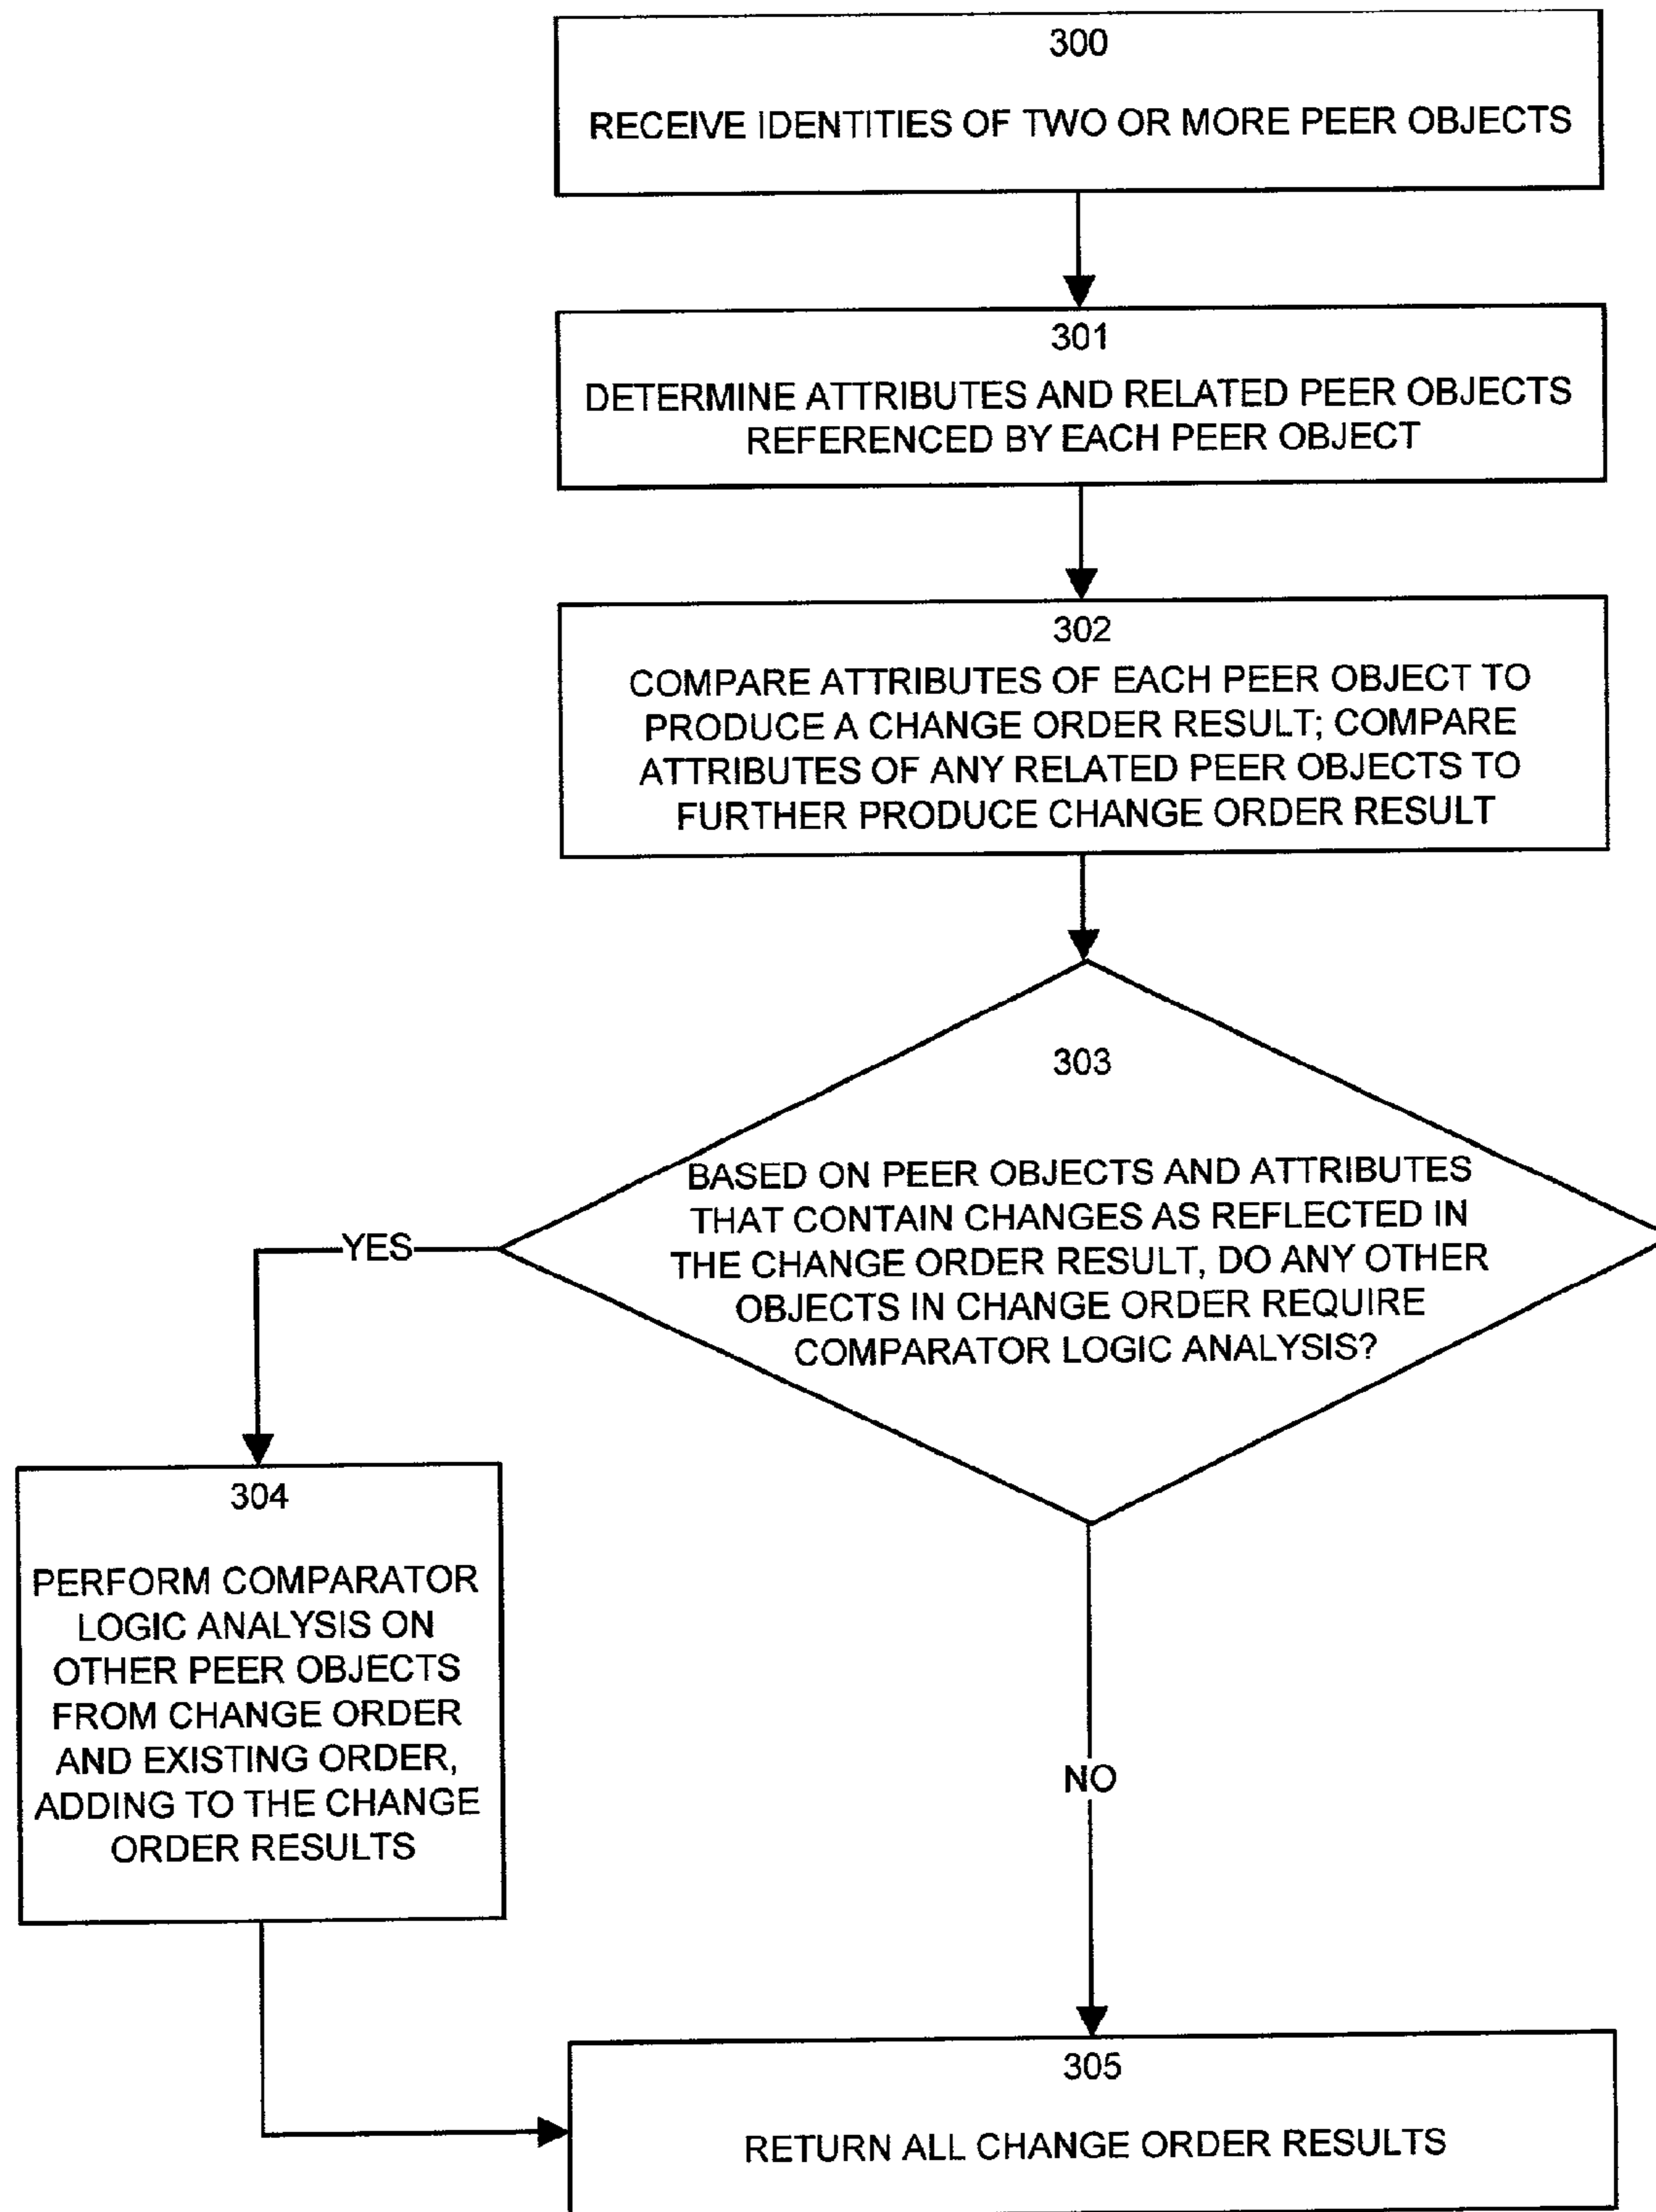 300
RECEIVE IDENTITIES OF TWO OR MORE PEER OBJECTS
301
DETERMINE ATTRIBUTES AND RELATED PEER OBJECTS
REFERENCED BY EACH PEER OBJECT
302
COMPARE ATTRIBUTES OF EACH PEER OBJECT TO
PRODUCE A CHANGE ORDER RESULT; COMPARE
ATTRIBUTES OF ANY RELATED PEER OBJECTS TO
FURTHER PRODUCE CHANGE ORDER RESULT
303
BASED ON PEER OBJECTS AND ATTRIBUTES
THAT CONTAIN CHANGES AS REFLECTED IN
THE CHANGE ORDER RESULT, DO ANY OTHER
OBJECTS IN CHANGE ORDER REQUIRE
COMPARATOR LOGIC ANALYSIS?
YES
304
PERFORM COMPARATOR
LOGIC ANALYSIS ON
OTHER PEER OBJECTS
FROM CHANGE ORDER
AND EXISTING ORDER,
ADDING TO THE CHANGE
ORDER RESULTS
NO
305
RETURN ALL CHANGE ORDER RESULTS